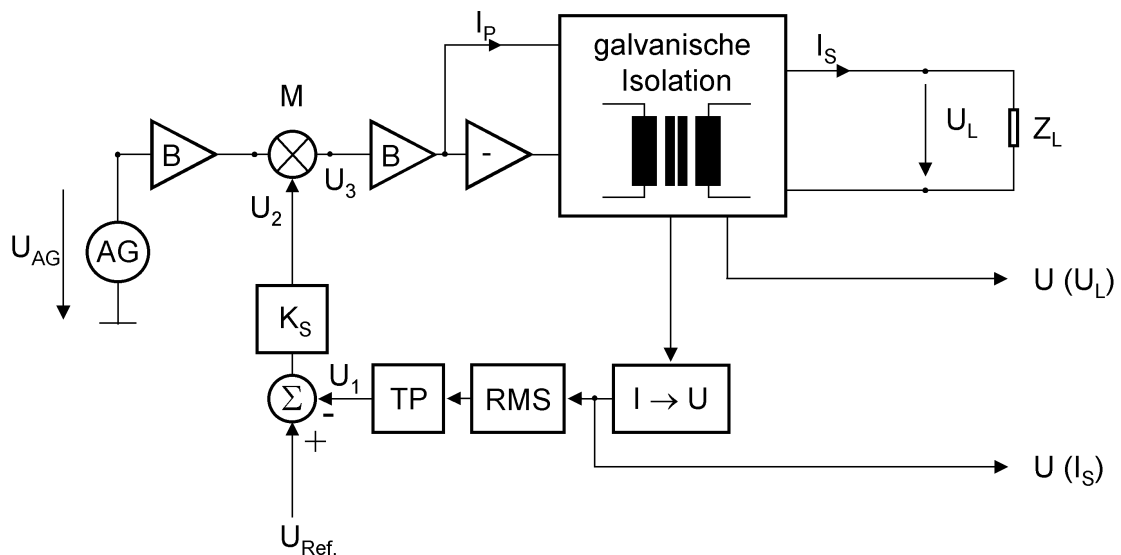 I_P
galvanische
Isolation
I_S
M
B
B
-
U_L
Z_L
U_3
U_2
U_AG
AG
U (U_L)
K_S
U_1
TP
RMS
I → U
Σ
-
+
U (I_S)
U_Ref.